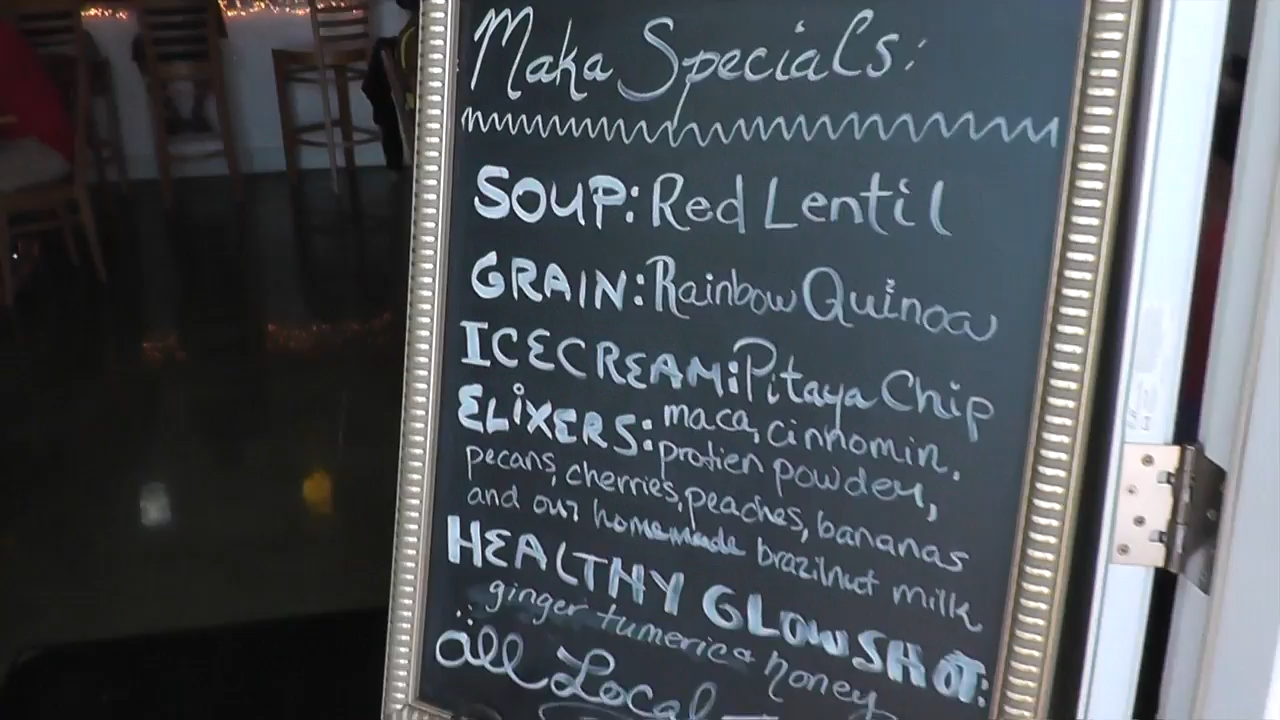 Maka Specials:
SOUP: Red Lentil
GRAIN: Rainbow Quinoa
ICECREAM: Pitaya Chip
ELIXERS: maca, cinnomin.
protien powder,
pecans, cherries, peaches, bananas
and our homemade brazilnut milk
HEALTHY GLOW SHOT:
ginger tumeric & honey
all Local